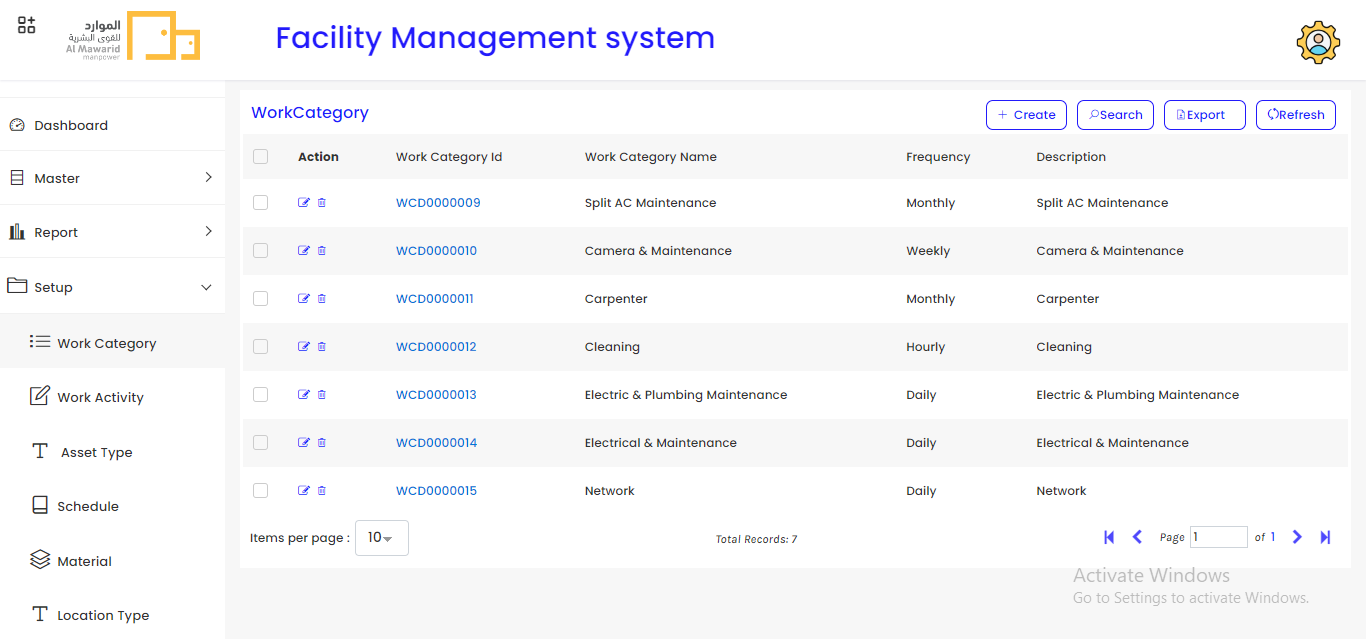 الموارد
للقوى البشرية
Al Mawarid
manpower
Facility Management system
Dashboard
Master
Report
Setup
Work Category
Work Activity
Asset Type
Schedule
Material
Location Type
WorkCategory
+ Create
Search
Export
Refresh
Action Work Category Id Work Category Name Frequency Description
WCD0000009 Split AC Maintenance Monthly Split AC Maintenance
WCD0000010 Camera & Maintenance Weekly Camera & Maintenance
WCD0000011 Carpenter Monthly Carpenter
WCD0000012 Cleaning Hourly Cleaning
WCD0000013 Electric & Plumbing Maintenance Daily Electric & Plumbing Maintenance
WCD0000014 Electrical & Maintenance Daily Electrical & Maintenance
WCD0000015 Network Daily Network
Items per page : 10 Total Records: 7 Page 1 of 1
Activate Windows
Go to Settings to activate Windows.